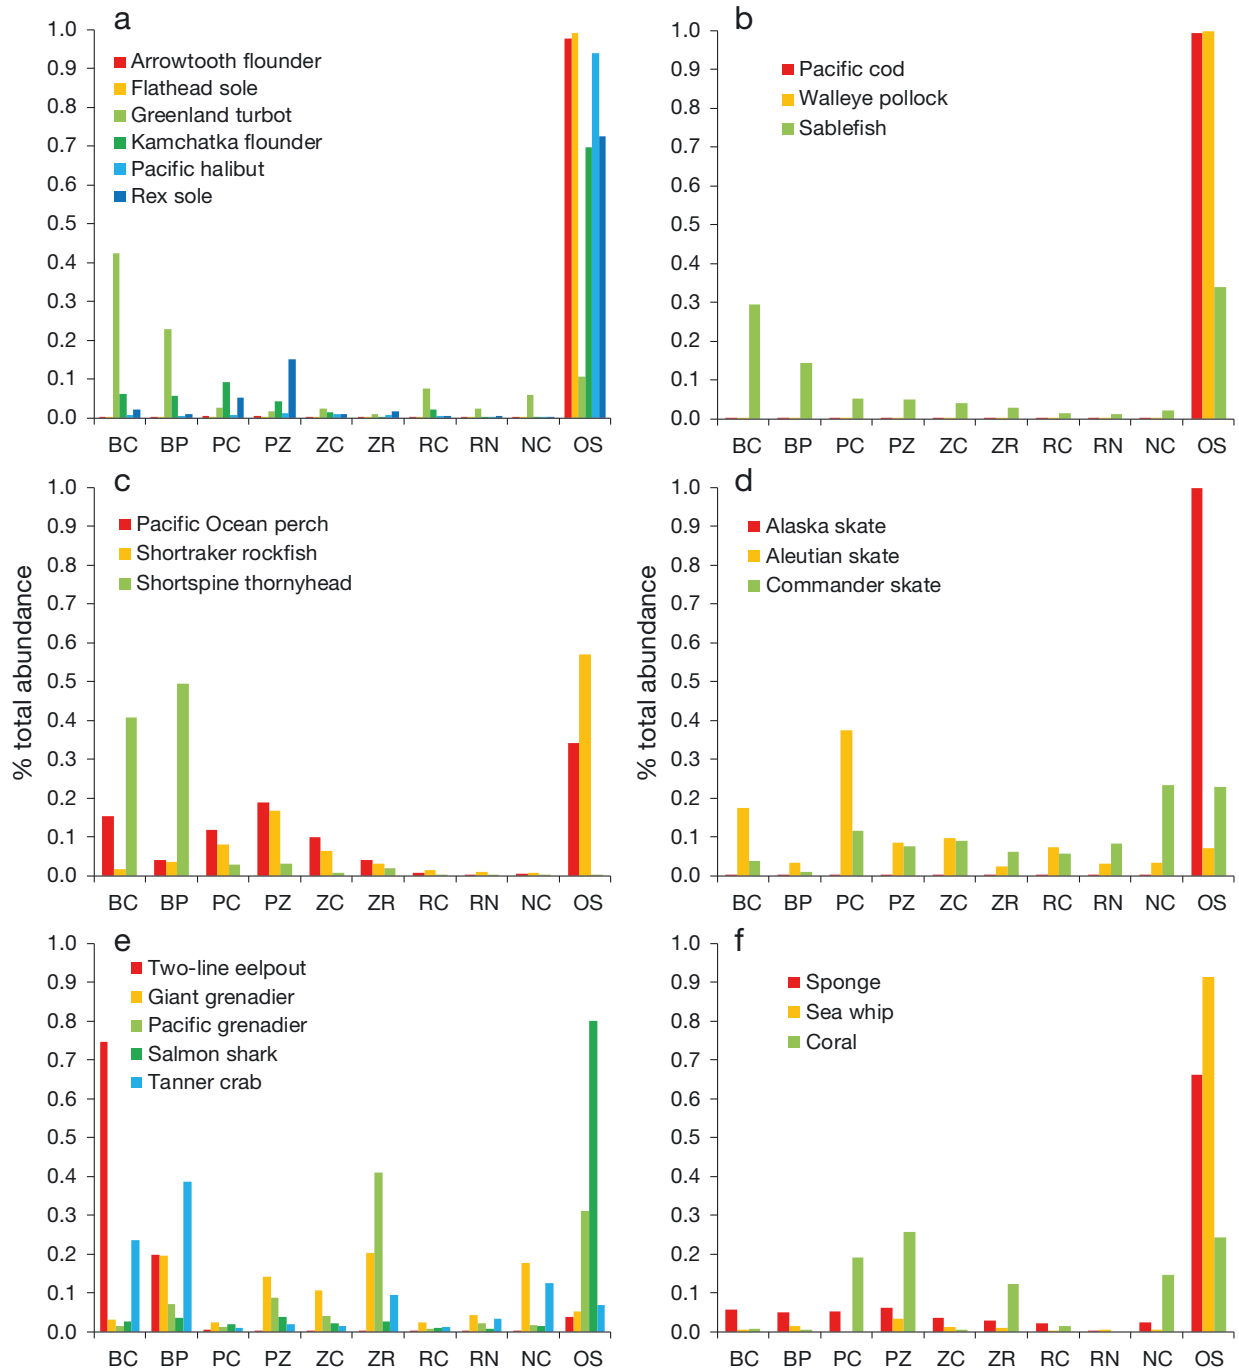 a
1.0
0.9
0.8
0.7
0.6
0.5
0.4
0.3
0.2
0.1
0.0
Arrowtooth flounder
Flathead sole
Greenland turbot
Kamchatka flounder
Pacific halibut
Rex sole
BC BP PC PZ ZC ZR RC RN NC OS
b
1.0
0.9
0.8
0.7
0.6
0.5
0.4
0.3
0.2
0.1
0.0
Pacific cod
Walleye pollock
Sablefish
BC BP PC PZ ZC ZR RC RN NC OS
c
% total abundance
1.0
0.9
0.8
0.7
0.6
0.5
0.4
0.3
0.2
0.1
0.0
Pacific Ocean perch
Shortraker rockfish
Shortspine thornyhead
BC BP PC PZ ZC ZR RC RN NC OS
d
% total abundance
1.0
0.9
0.8
0.7
0.6
0.5
0.4
0.3
0.2
0.1
0.0
Alaska skate
Aleutian skate
Commander skate
BC BP PC PZ ZC ZR RC RN NC OS
e
1.0
0.9
0.8
0.7
0.6
0.5
0.4
0.3
0.2
0.1
0.0
Two-line eelpout
Giant grenadier
Pacific grenadier
Salmon shark
Tanner crab
BC BP PC PZ ZC ZR RC RN NC OS
f
1.0
0.9
0.8
0.7
0.6
0.5
0.4
0.3
0.2
0.1
0.0
Sponge
Sea whip
Coral
BC BP PC PZ ZC ZR RC RN NC OS